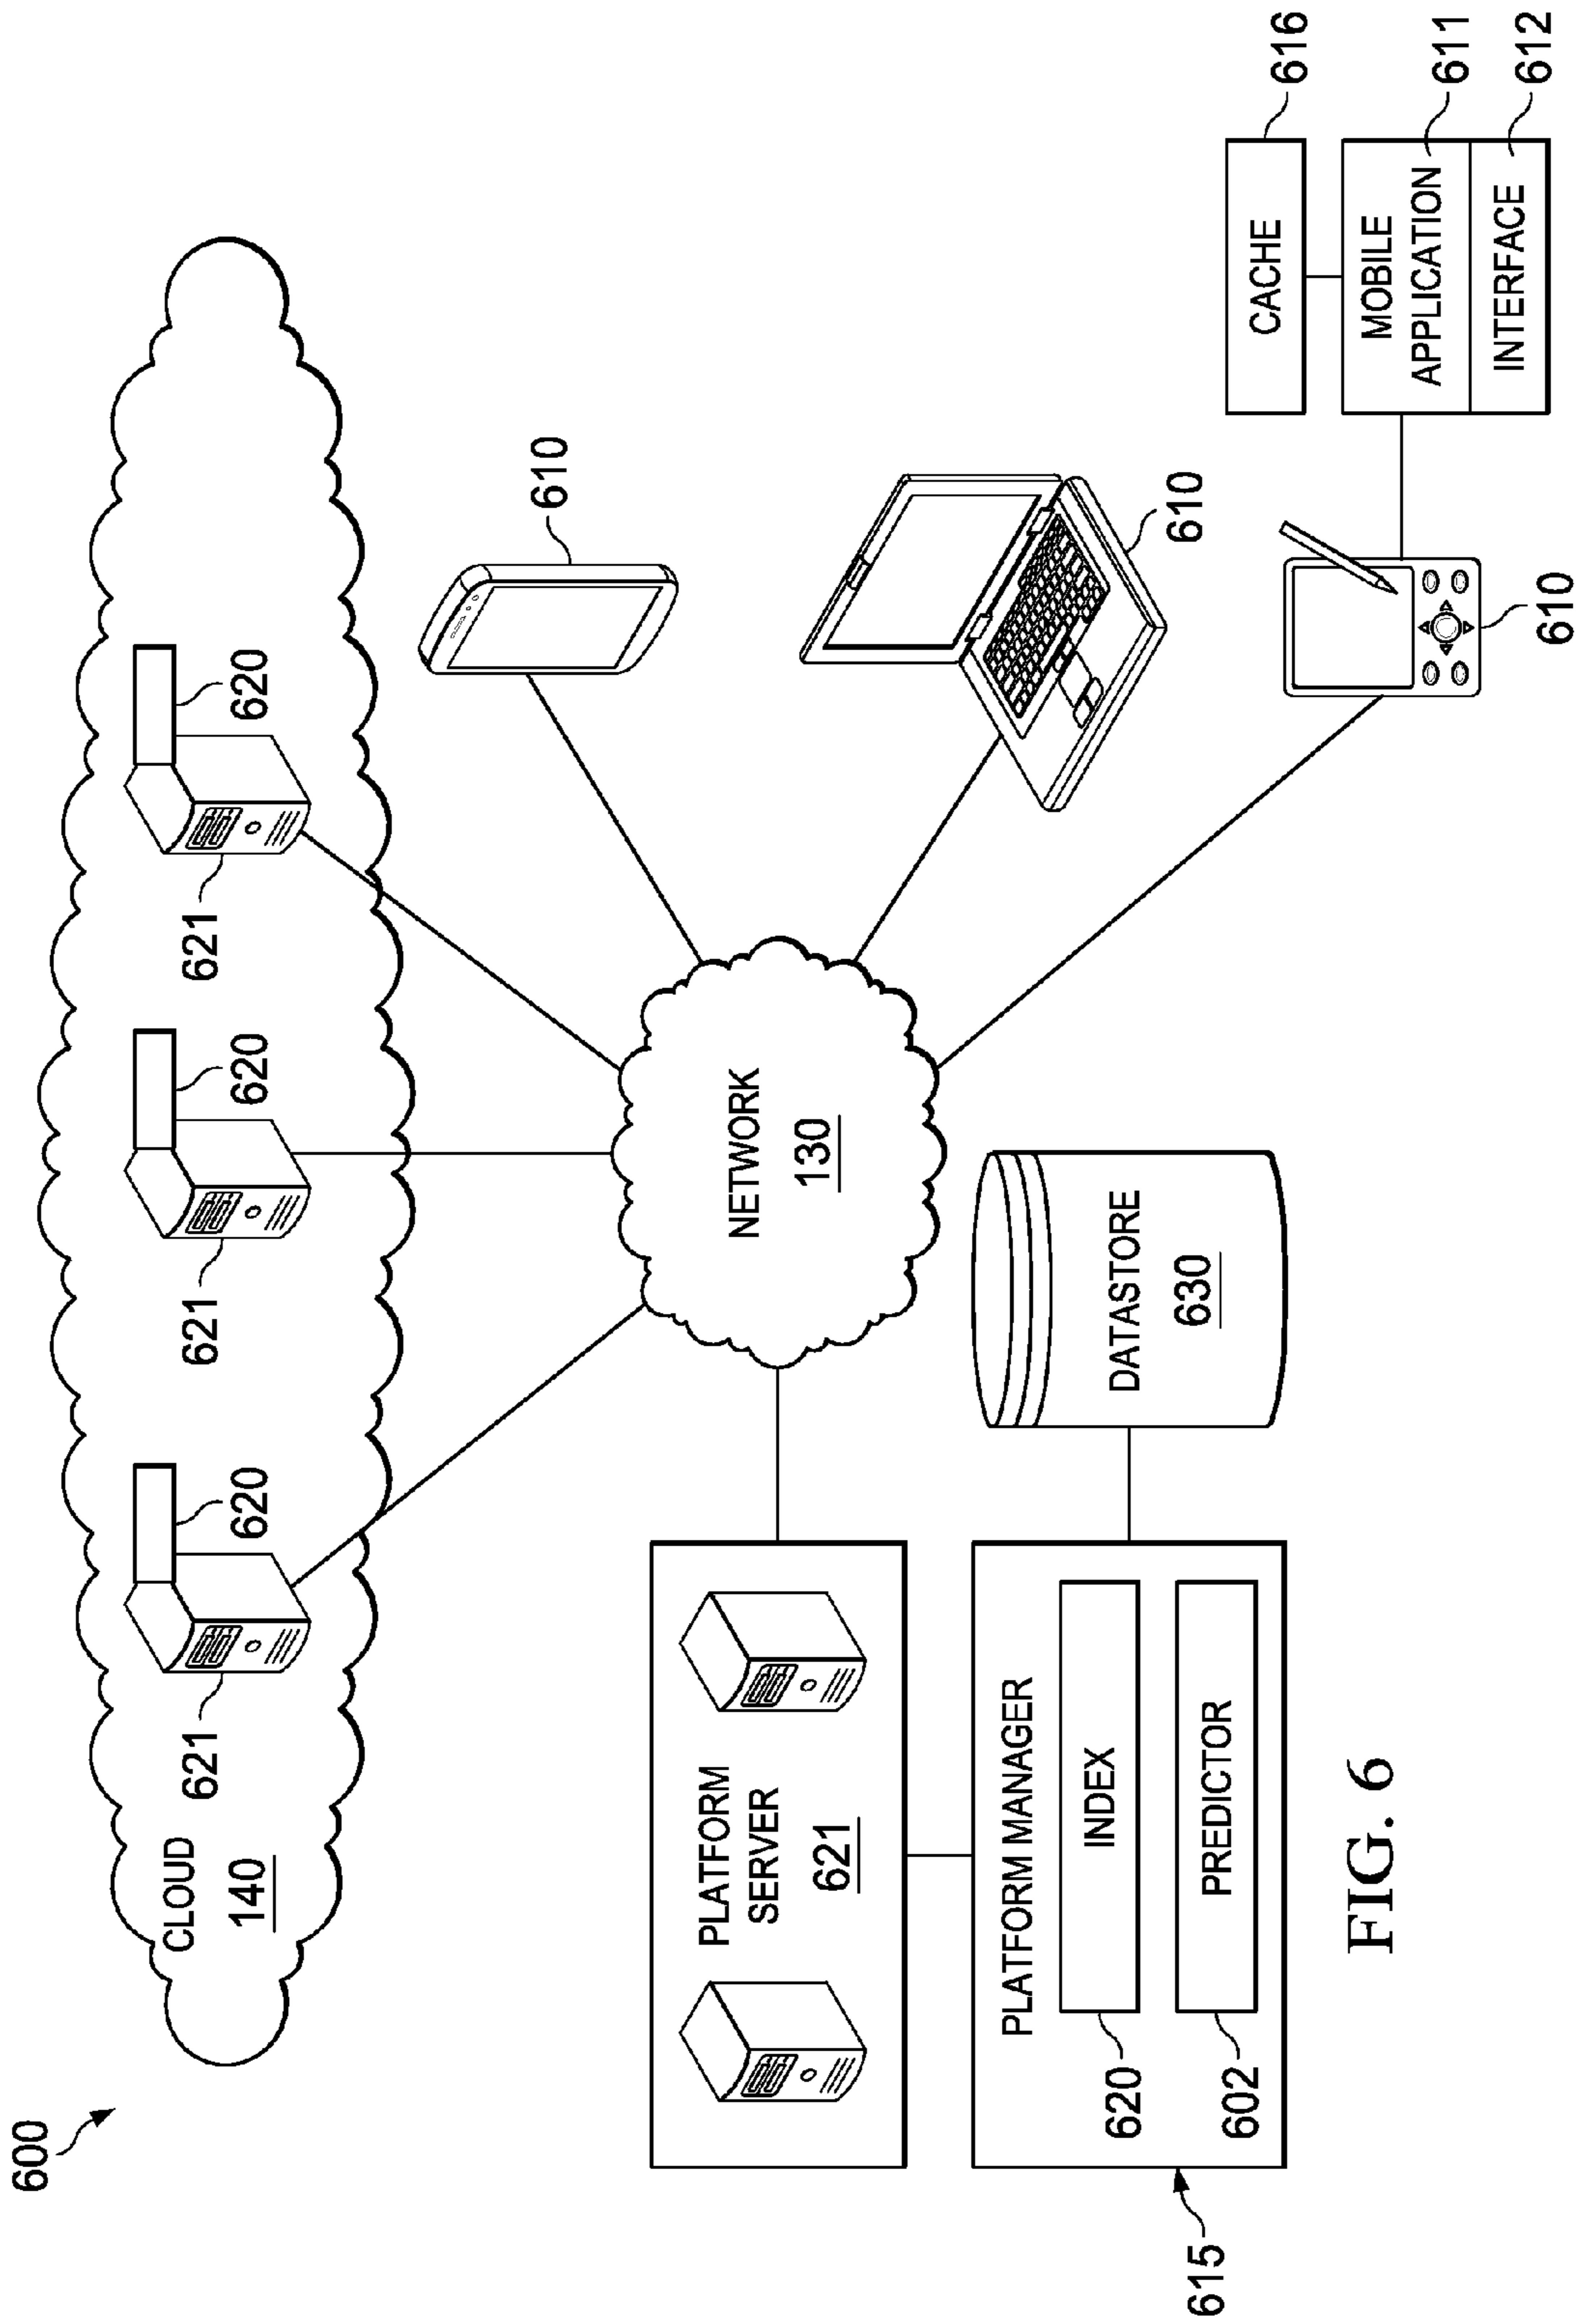 600
CLOUD
140
621
620
621
620
621
620
610
PLATFORM
SERVER
621
NETWORK
130
610
615
PLATFORM MANAGER
620
INDEX
602
PREDICTOR
DATASTORE
630
610
CACHE
616
MOBILE
APPLICATION
611
INTERFACE
612
FIG. 6